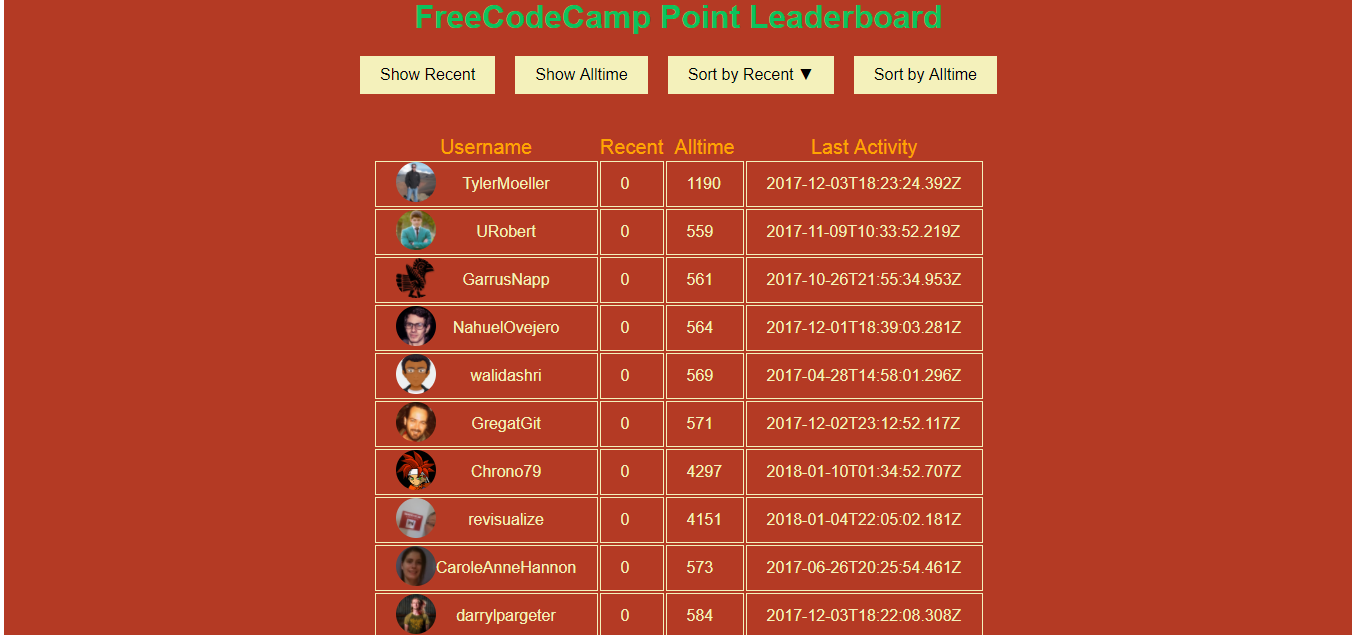 FreeCodeCamp Point Leaderboard
Show Recent Show Alltime Sort by Recent ▼ Sort by Alltime
Username Recent Alltime Last Activity
TylerMoeller 0 1190 2017-12-03T18:23:24.392Z
URobert 0 559 2017-11-09T10:33:52.219Z
GarrusNapp 0 561 2017-10-26T21:55:34.953Z
NahuelOvejero 0 564 2017-12-01T18:39:03.281Z
walidashri 0 569 2017-04-28T14:58:01.296Z
GregatGit 0 571 2017-12-02T23:12:52.117Z
Chrono79 0 4297 2018-01-10T01:34:52.707Z
revisualize 0 4151 2018-01-04T22:05:02.181Z
CaroleAnneHannon 0 573 2017-06-26T20:25:54.461Z
darrylpargeter 0 584 2017-12-03T18:22:08.308Z